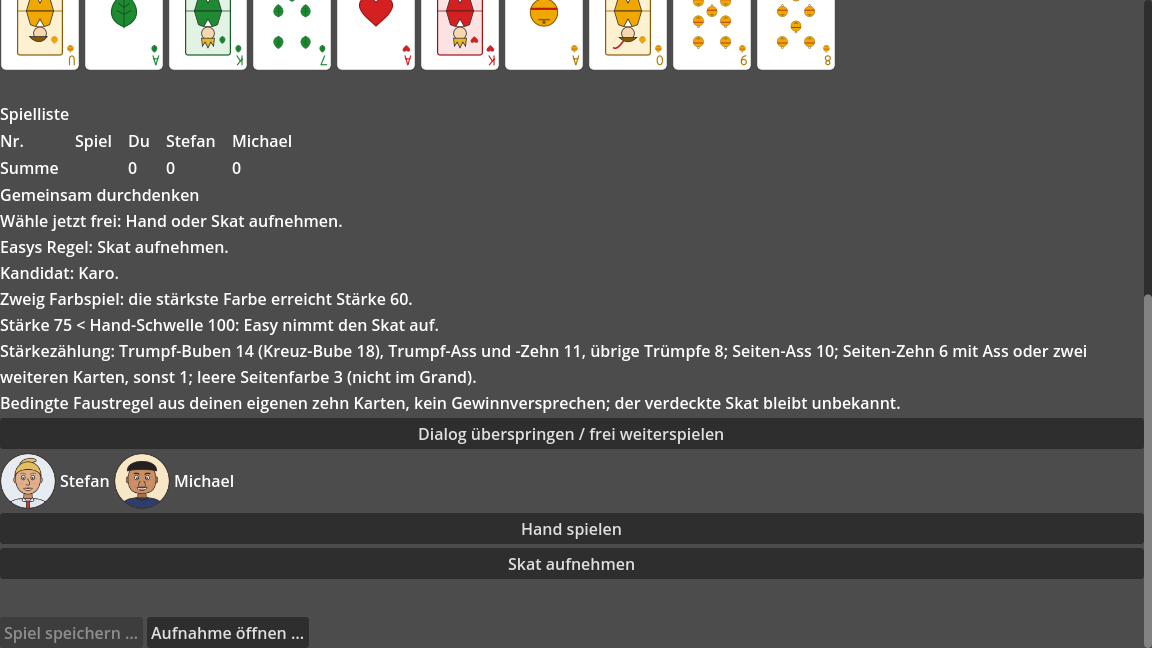 U A K 7 A K A O 9 8
Spielliste
Nr. Spiel Du Stefan Michael
Summe 0 0 0
Gemeinsam durchdenken
Wähle jetzt frei: Hand oder Skat aufnehmen.
Easys Regel: Skat aufnehmen.
Kandidat: Karo.
Zweig Farbspiel: die stärkste Farbe erreicht Stärke 60.
Stärke 75 < Hand-Schwelle 100: Easy nimmt den Skat auf.
Stärkezählung: Trumpf-Buben 14 (Kreuz-Bube 18), Trumpf-Ass und -Zehn 11, übrige Trümpfe 8; Seiten-Ass 10; Seiten-Zehn 6 mit Ass oder zwei
weiteren Karten, sonst 1; leere Seitenfarbe 3 (nicht im Grand).
Bedingte Faustregel aus deinen eigenen zehn Karten, kein Gewinnversprechen; der verdeckte Skat bleibt unbekannt.
Dialog überspringen / frei weiterspielen
Stefan Michael
Hand spielen
Skat aufnehmen
Spiel speichern ... Aufnahme öffnen ...